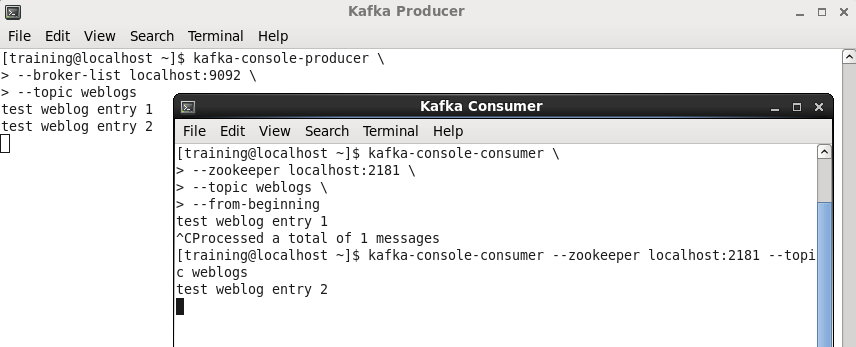 Kafka Producer
File Edit View Search Terminal Help
[training@localhost ~]$ kafka-console-producer \
> --broker-list localhost:9092 \
> --topic weblogs
test weblog entry 1
test weblog entry 2
Kafka Consumer
File Edit View Search Terminal Help
[training@localhost ~]$ kafka-console-consumer \
> --zookeeper localhost:2181 \
> --topic weblogs \
> --from-beginning
test weblog entry 1
^CProcessed a total of 1 messages
[training@localhost ~]$ kafka-console-consumer --zookeeper localhost:2181 --topi
c weblogs
test weblog entry 2